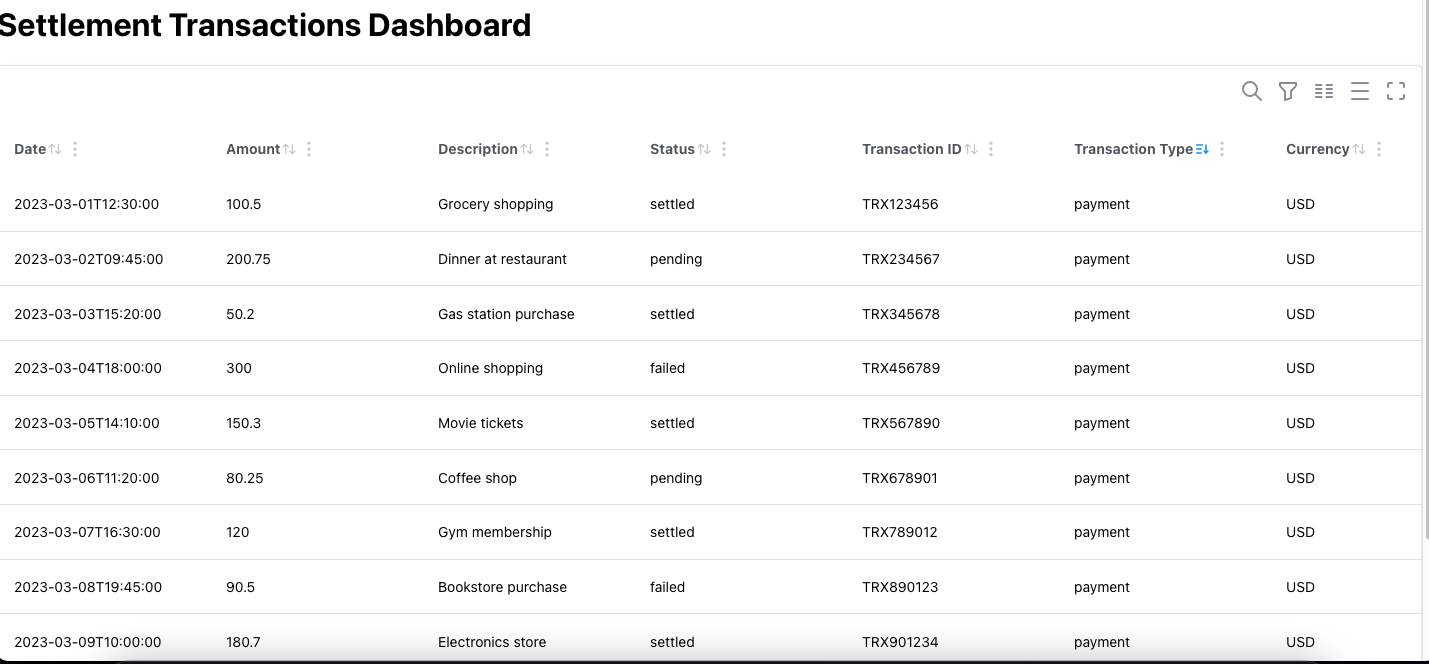 Settlement Transactions Dashboard
Date Amount Description Status Transaction ID Transaction Type Currency
2023-03-01T12:30:00 100.5 Grocery shopping settled TRX123456 payment USD
2023-03-02T09:45:00 200.75 Dinner at restaurant pending TRX234567 payment USD
2023-03-03T15:20:00 50.2 Gas station purchase settled TRX345678 payment USD
2023-03-04T18:00:00 300 Online shopping failed TRX456789 payment USD
2023-03-05T14:10:00 150.3 Movie tickets settled TRX567890 payment USD
2023-03-06T11:20:00 80.25 Coffee shop pending TRX678901 payment USD
2023-03-07T16:30:00 120 Gym membership settled TRX789012 payment USD
2023-03-08T19:45:00 90.5 Bookstore purchase failed TRX890123 payment USD
2023-03-09T10:00:00 180.7 Electronics store settled TRX901234 payment USD